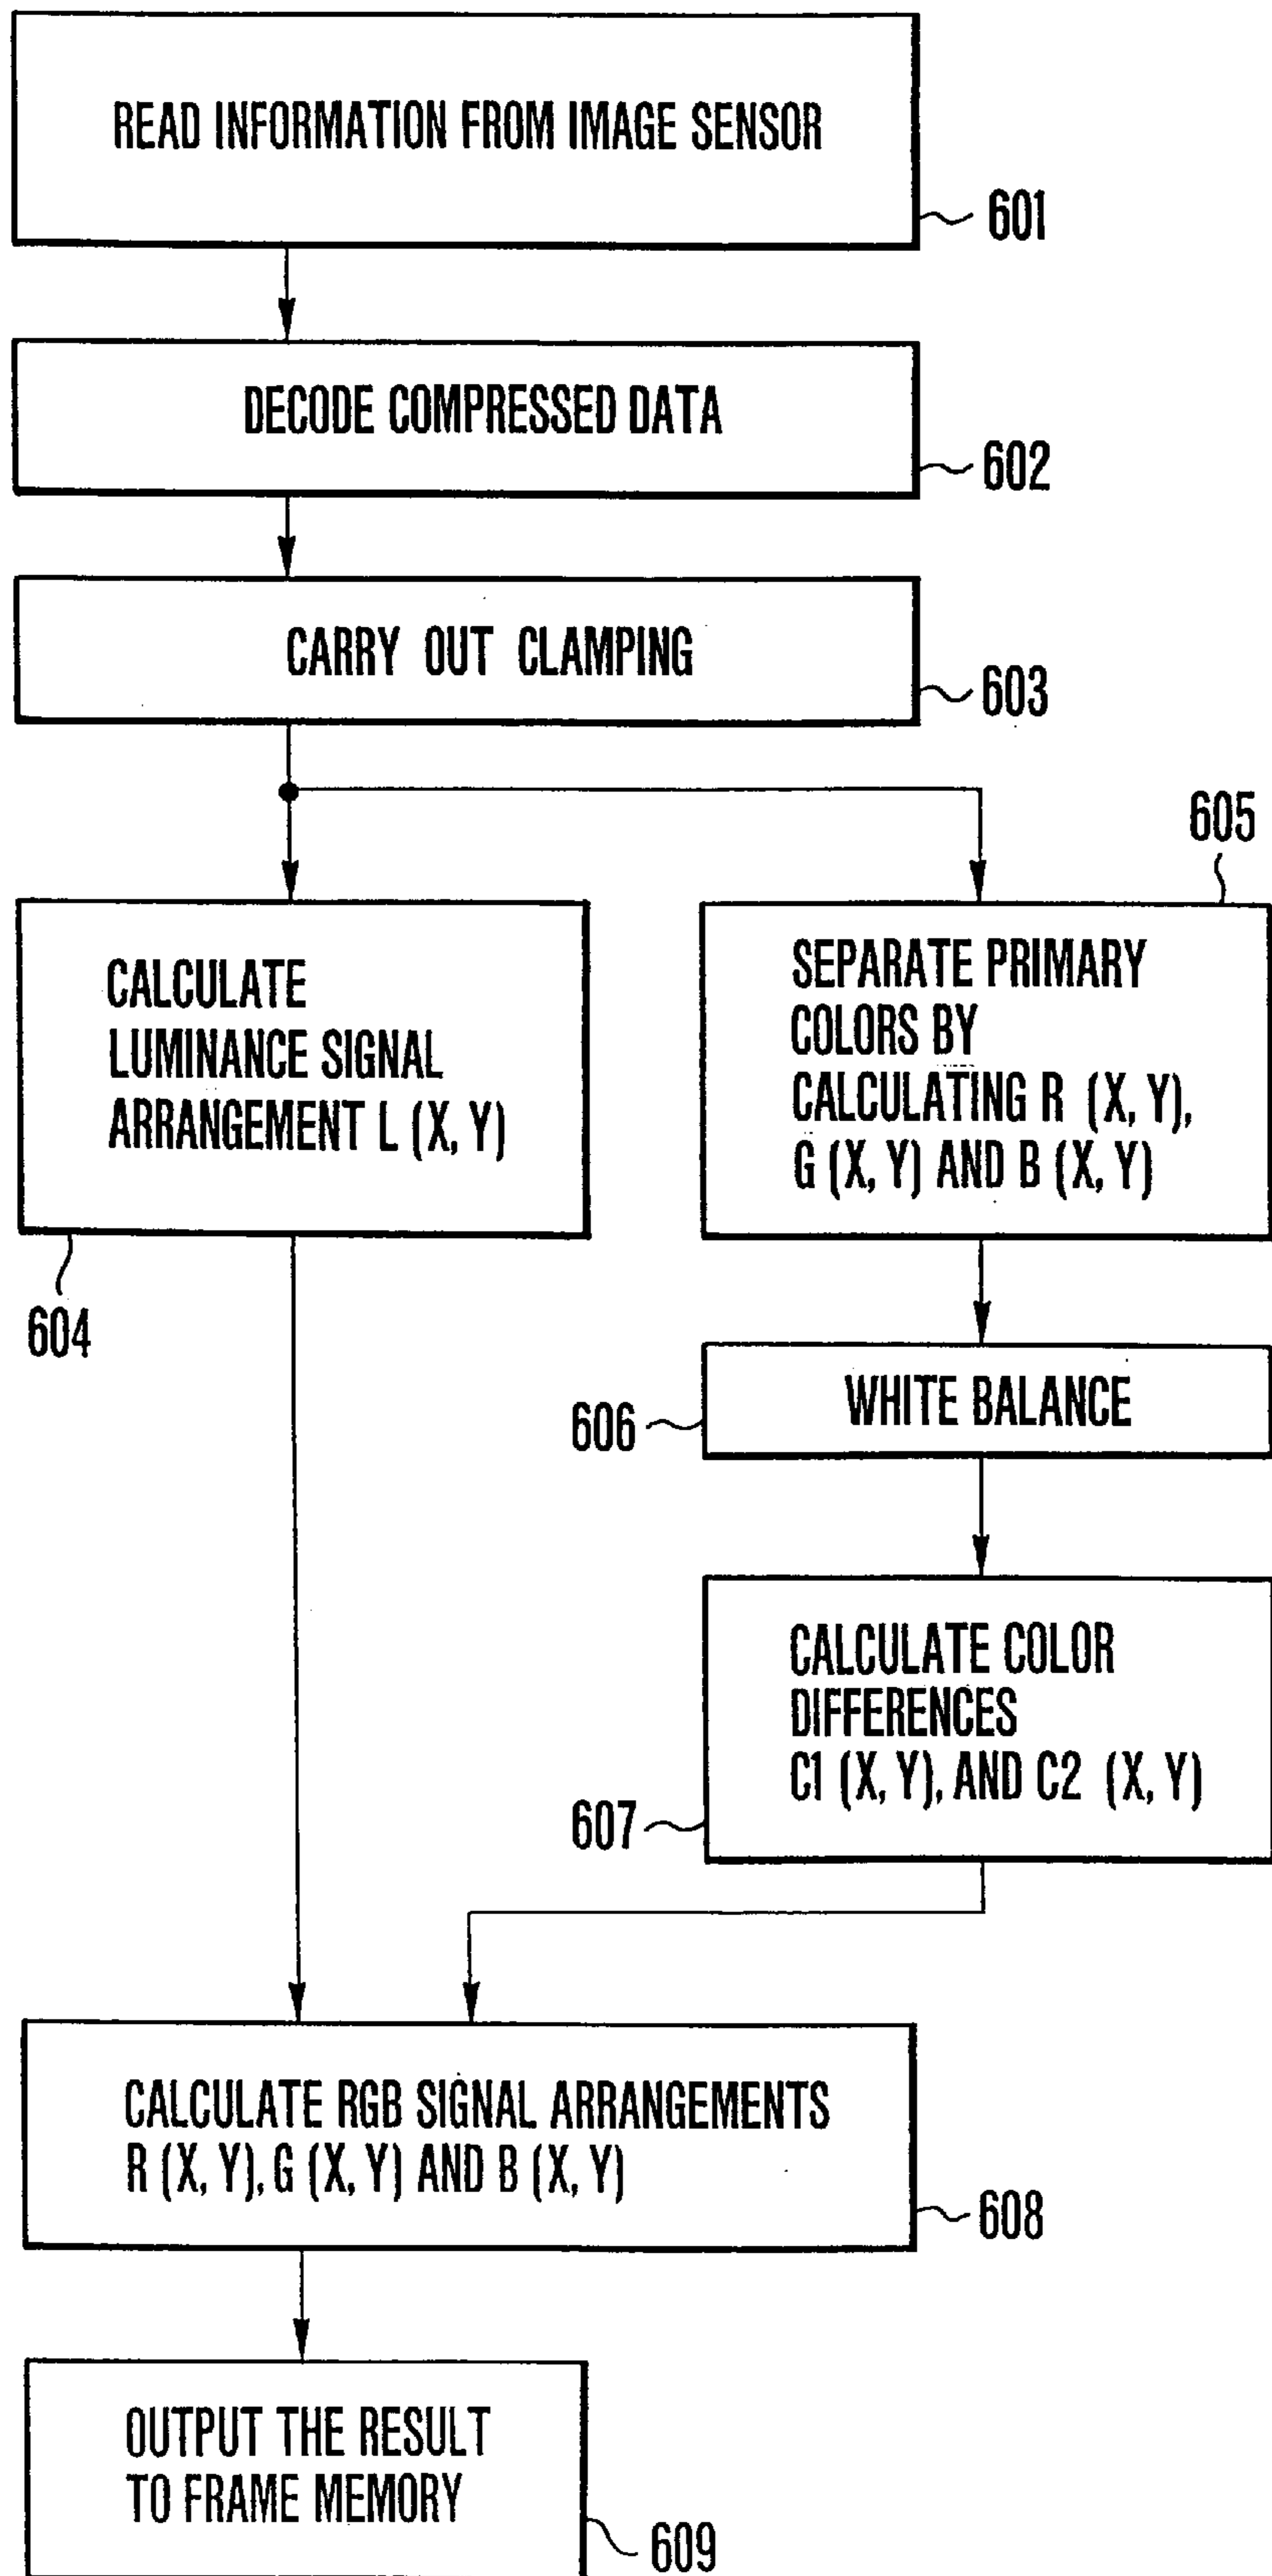 READ INFORMATION FROM IMAGE SENSOR
601
DECODE COMPRESSED DATA
602
CARRY OUT CLAMPING
603
CALCULATE
LUMINANCE SIGNAL
ARRANGEMENT L (X, Y)
604
605
SEPARATE PRIMARY
COLORS BY
CALCULATING R (X, Y),
G (X, Y) AND B (X, Y)
606
WHITE BALANCE
CALCULATE COLOR
DIFFERENCES
C1 (X, Y), AND C2 (X, Y)
607
CALCULATE RGB SIGNAL ARRANGEMENTS
R (X, Y), G (X, Y) AND B (X, Y)
608
OUTPUT THE RESULT
TO FRAME MEMORY
609